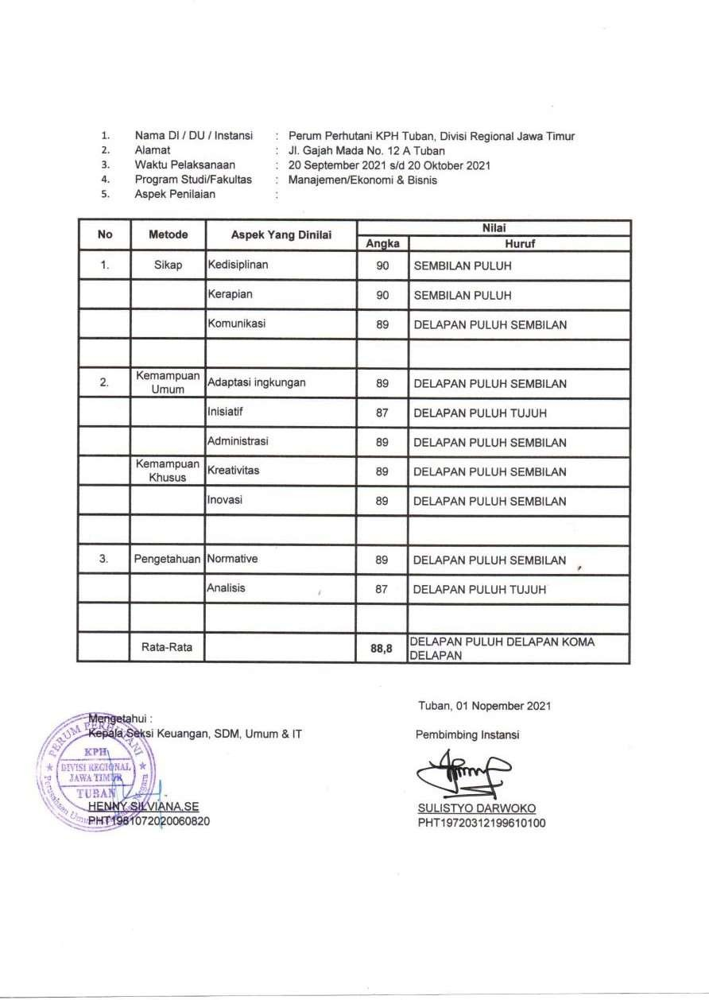 1. Nama DI / DU / Instansi : Perum Perhutani KPH Tuban, Divisi Regional Jawa Timur
2. Alamat : Jl. Gajah Mada No. 12 A Tuban
3. Waktu Pelaksanaan : 20 September 2021 s/d 20 Oktober 2021
4. Program Studi/Fakultas : Manajemen/Ekonomi & Bisnis
5. Aspek Penilaian :
No Metode Aspek Yang Dinilai Nilai
Angka Huruf
1. Sikap Kedisiplinan 90 SEMBILAN PULUH
Kerapian 90 SEMBILAN PULUH
Komunikasi 89 DELAPAN PULUH SEMBILAN
2. Kemampuan Umum Adaptasi ingkungan 89 DELAPAN PULUH SEMBILAN
Inisiatif 87 DELAPAN PULUH TUJUH
Administrasi 89 DELAPAN PULUH SEMBILAN
Kemampuan Khusus Kreativitas 89 DELAPAN PULUH SEMBILAN
Inovasi 89 DELAPAN PULUH SEMBILAN
3. Pengetahuan Normative 89 DELAPAN PULUH SEMBILAN
Analisis 87 DELAPAN PULUH TUJUH
Rata-Rata 88,8 DELAPAN PULUH DELAPAN KOMA DELAPAN
Tuban, 01 Nopember 2021
Mengetahui :
Kepala Seksi Keuangan, SDM, Umum & IT
Pembimbing Instansi
PERUM PERHUTANI
KPH
DIVISI REGIONAL
JAWA TIMUR
TUBAN
Perusahaan Umum Negara
HENNY SILVIANA.SE
PHT1981072020060820
SULISTYO DARWOKO
PHT19720312199610100